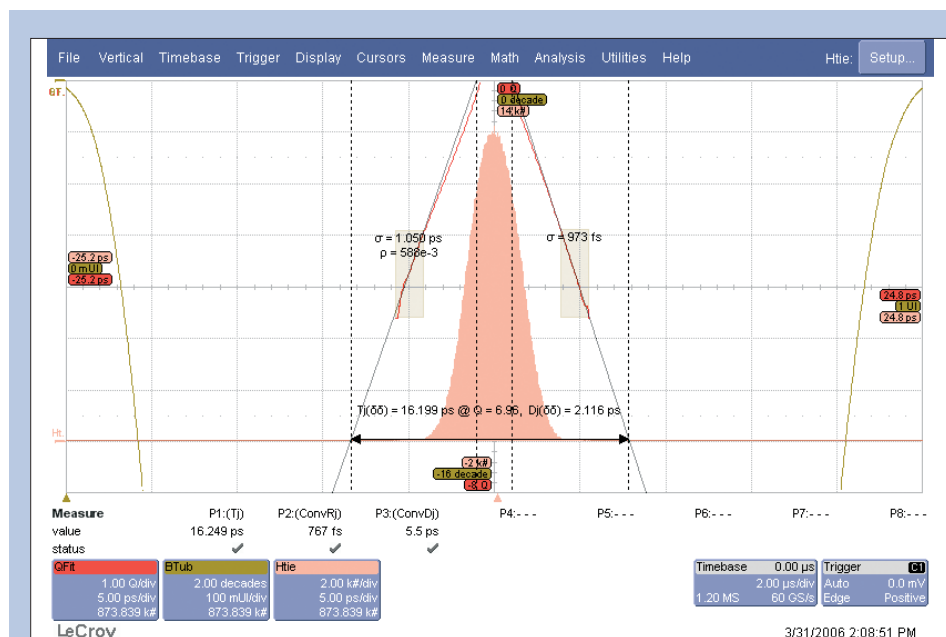 File Vertical Timebase Trigger Display Cursors Measure Math Analysis Utilities Help Htie: Setup...
QF.
0 Q
0 decade
14 k#
σ = 1.050 ps
ρ = 588e-3
σ = 973 fs
-25.2 ps
0 mUI
-25.2 ps
24.8 ps
1 UI
24.8 ps
Tj(δδ) = 16.199 ps @ Q = 6.96, Dj(δδ) = 2.116 ps
Ht.
-2 k#
-16 decade
-8 Q
Measure P1:(Tj) P2:(ConvRj) P3:(ConvDj) P4:- - - P5:- - - P6:- - - P7:- - - P8:- - -
value 16.249 ps 767 fs 5.5 ps
status
QFit BTub Htie Timebase 0.00 µs Trigger C1
1.00 Q/div 2.00 decades 2.00 k#/div 2.00 µs/div Auto 0.0 mV
5.00 ps/div 100 mUI/div 5.00 ps/div 1.20 MS 60 GS/s Edge Positive
873.839 k# 873.839 k# 873.839 k#
LeCroy 3/31/2006 2:08:51 PM